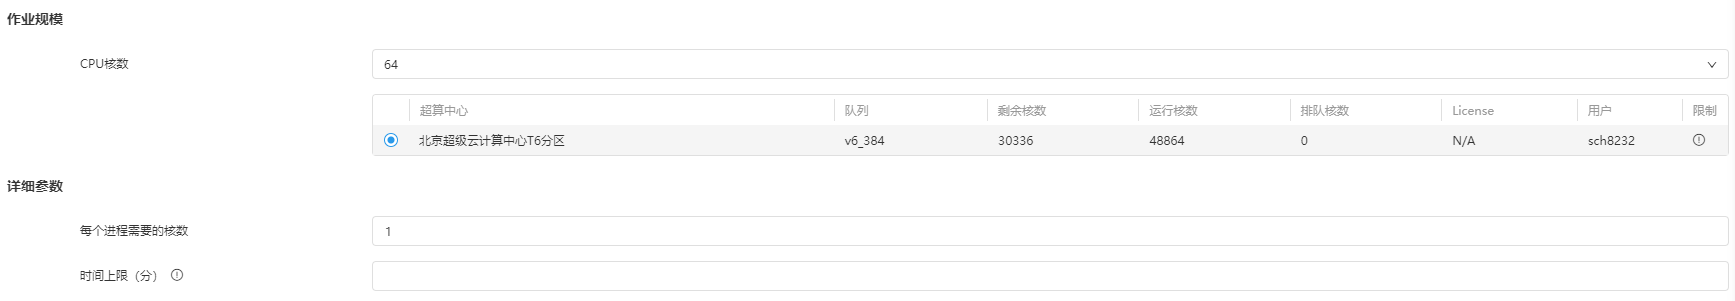 作业规模
CPU核数
64
超算中心 队列 剩余核数 运行核数 排队核数 License 用户 限制
北京超级云计算中心T6分区 v6_384 30336 48864 0 N/A sch8232
详细参数
每个进程需要的核数
1
时间上限（分）